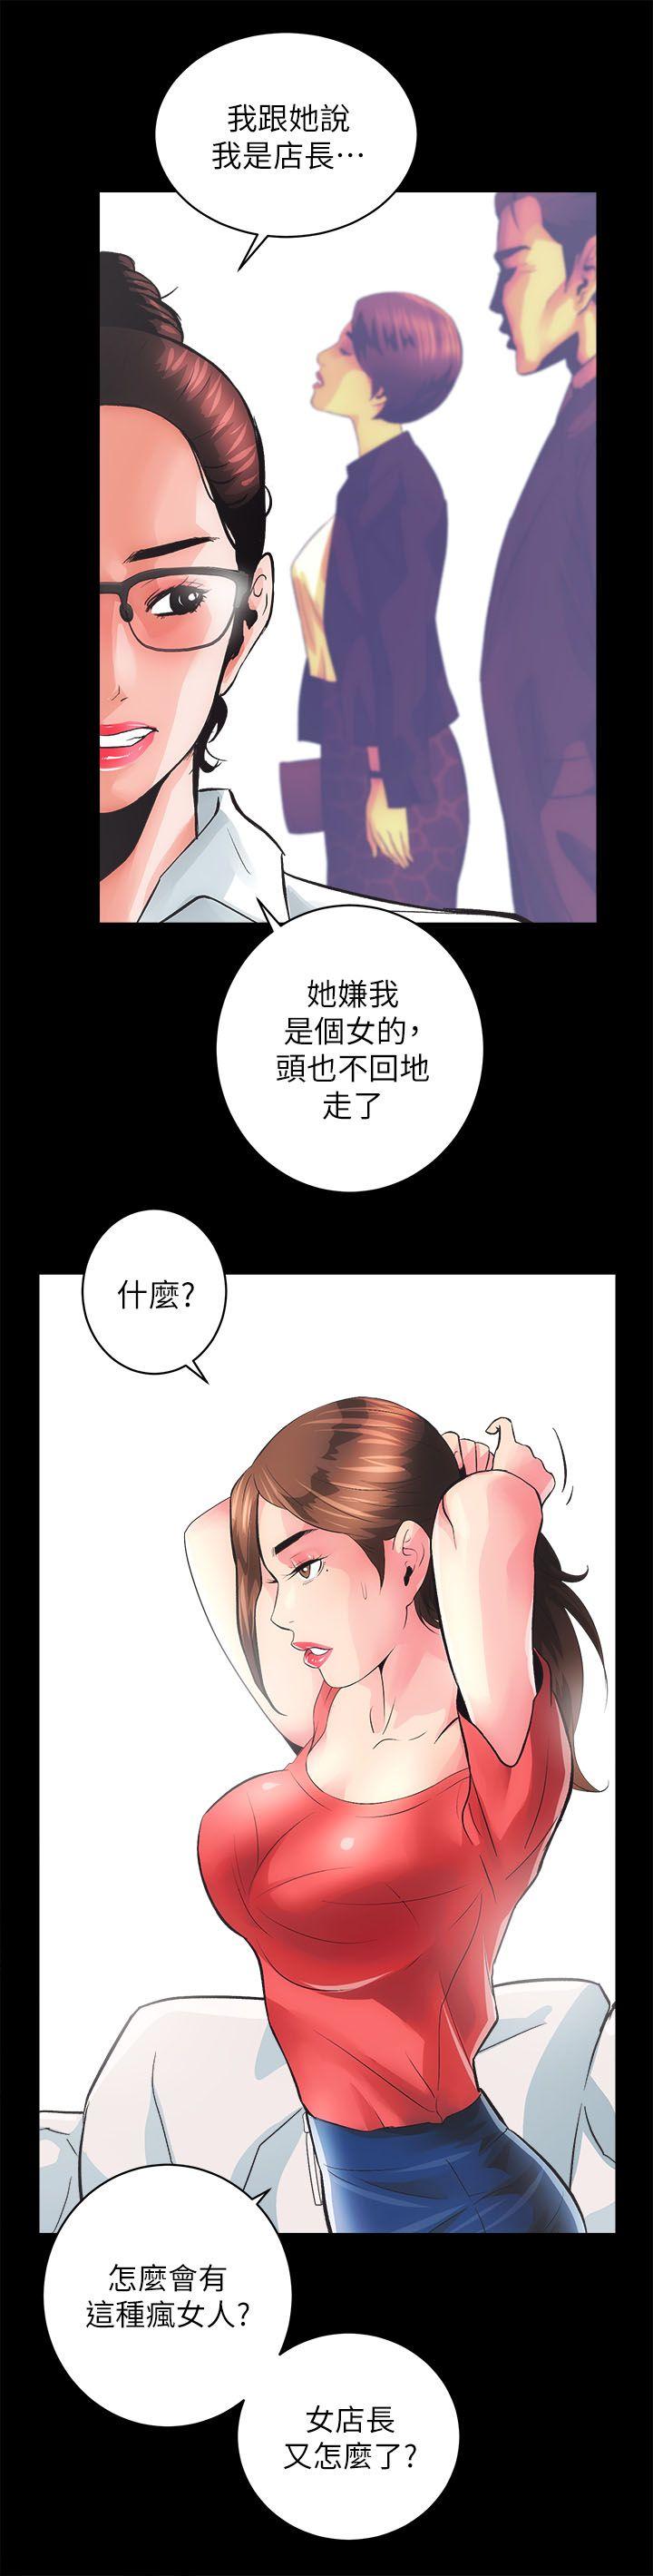 我跟她說
我是店長⋯
她嫌我
是個女的，
頭也不回地
走了
什麼?
怎麼會有
這種瘋女人?
女店長
又怎麼了?